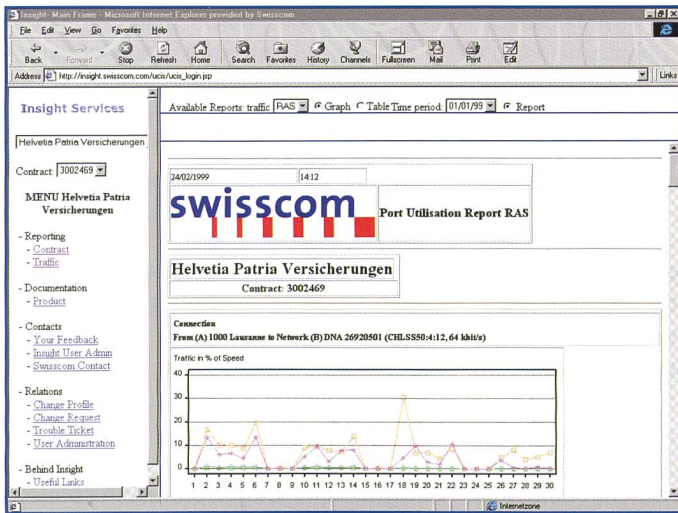 Insight- Main Frame - Microsoft Internet Explorer provided by Swisscom
File Edit View Go Favorites Help
Back Forward Stop Refresh Home Search Favorites History Channels Fullscreen Mail Print Edit
Address http://insight.swisscom.com/ucis/ucis_login.jsp Links
Insight Services
Helvetia Patria Versicherungen
Contract: 3002469
MENU Helvetia Patria
Versicherungen
- Reporting
- Contract
- Traffic
- Documentation
- Product
- Contacts
- Your Feedback
- Insight User Admin
- Swisscom Contact
- Relations
- Change Profile
- Change Request
- Trouble Ticket
- User Administration
- Behind Insight
- Useful Links
Available Reports: traffic RAS Graph Table Time period: 01/01/99 Report
24/02/1999 14:12
swisscom Port Utilisation Report RAS
Helvetia Patria Versicherungen
Contract: 3002469
Connection
From (A) 1000 Lausanne to Network (B) DNA 26920501 (CHLSS50:4:12, 64 kbit/s)
Traffic in % of Speed
40
30
20
10
0
1 2 3 4 5 6 7 8 9 10 11 12 13 14 15 16 17 18 19 20 21 22 23 24 25 26 27 28 29 30
Internetzone